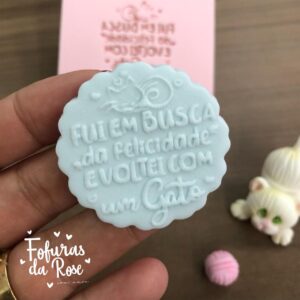 FUI EM BUSCA
da felicidade
E VOLTEI COM
um Gato
Fofuras
da Rose